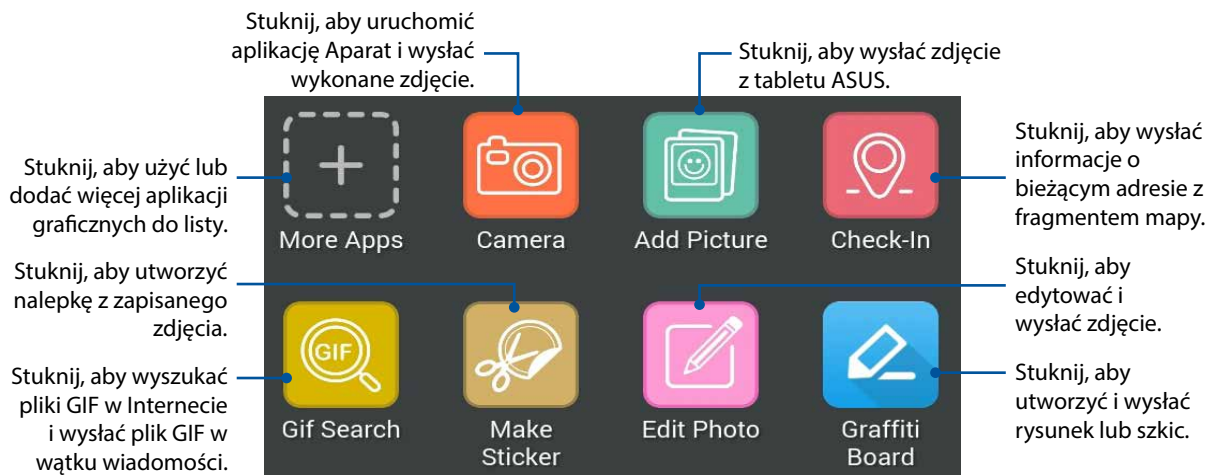 Stuknij, aby uruchomić
aplikację Aparat i wysłać
wykonane zdjęcie.
Stuknij, aby wysłać zdjęcie
z tabletu ASUS.
Stuknij, aby użyć lub
dodać więcej aplikacji
graficznych do listy.
Stuknij, aby wysłać
informacje o
bieżącym adresie z
fragmentem mapy.
More Apps
Camera
Add Picture
Check-In
Stuknij, aby utworzyć
nalepkę z zapisanego
zdjęcia.
Stuknij, aby
edytować i
wysłać zdjęcie.
Stuknij, aby wyszukać
pliki GIF w Internecie
i wysłać plik GIF w
wątku wiadomości.
GIF
Gif Search
Make
Sticker
Edit Photo
Graffiti
Board
Stuknij, aby
utworzyć i wysłać
rysunek lub szkic.